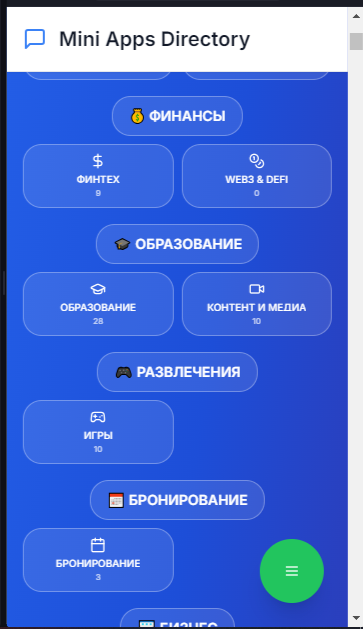 Mini Apps Directory
ФИНАНСЫ
ФИНТЕХ
9
WEB3 & DEFI
0
ОБРАЗОВАНИЕ
ОБРАЗОВАНИЕ
28
КОНТЕНТ И МЕДИА
10
РАЗВЛЕЧЕНИЯ
ИГРЫ
10
БРОНИРОВАНИЕ
БРОНИРОВАНИЕ
3
БИЗНЕС